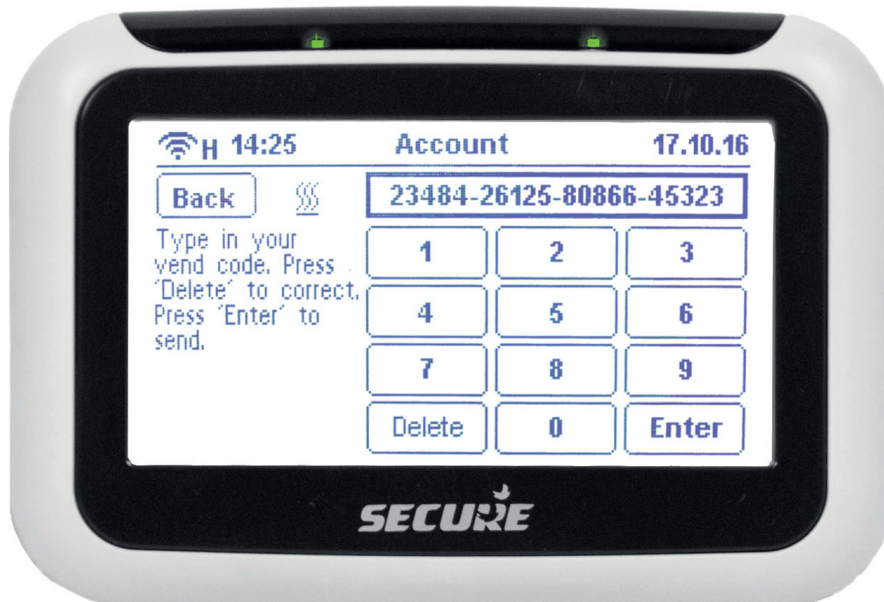 H 14:25 Account 17.10.16
Back 23484-26125-80866-45323
Type in your
vend code. Press
'Delete' to correct.
Press 'Enter' to
send.
1 2 3
4 5 6
7 8 9
Delete 0 Enter
SECURE